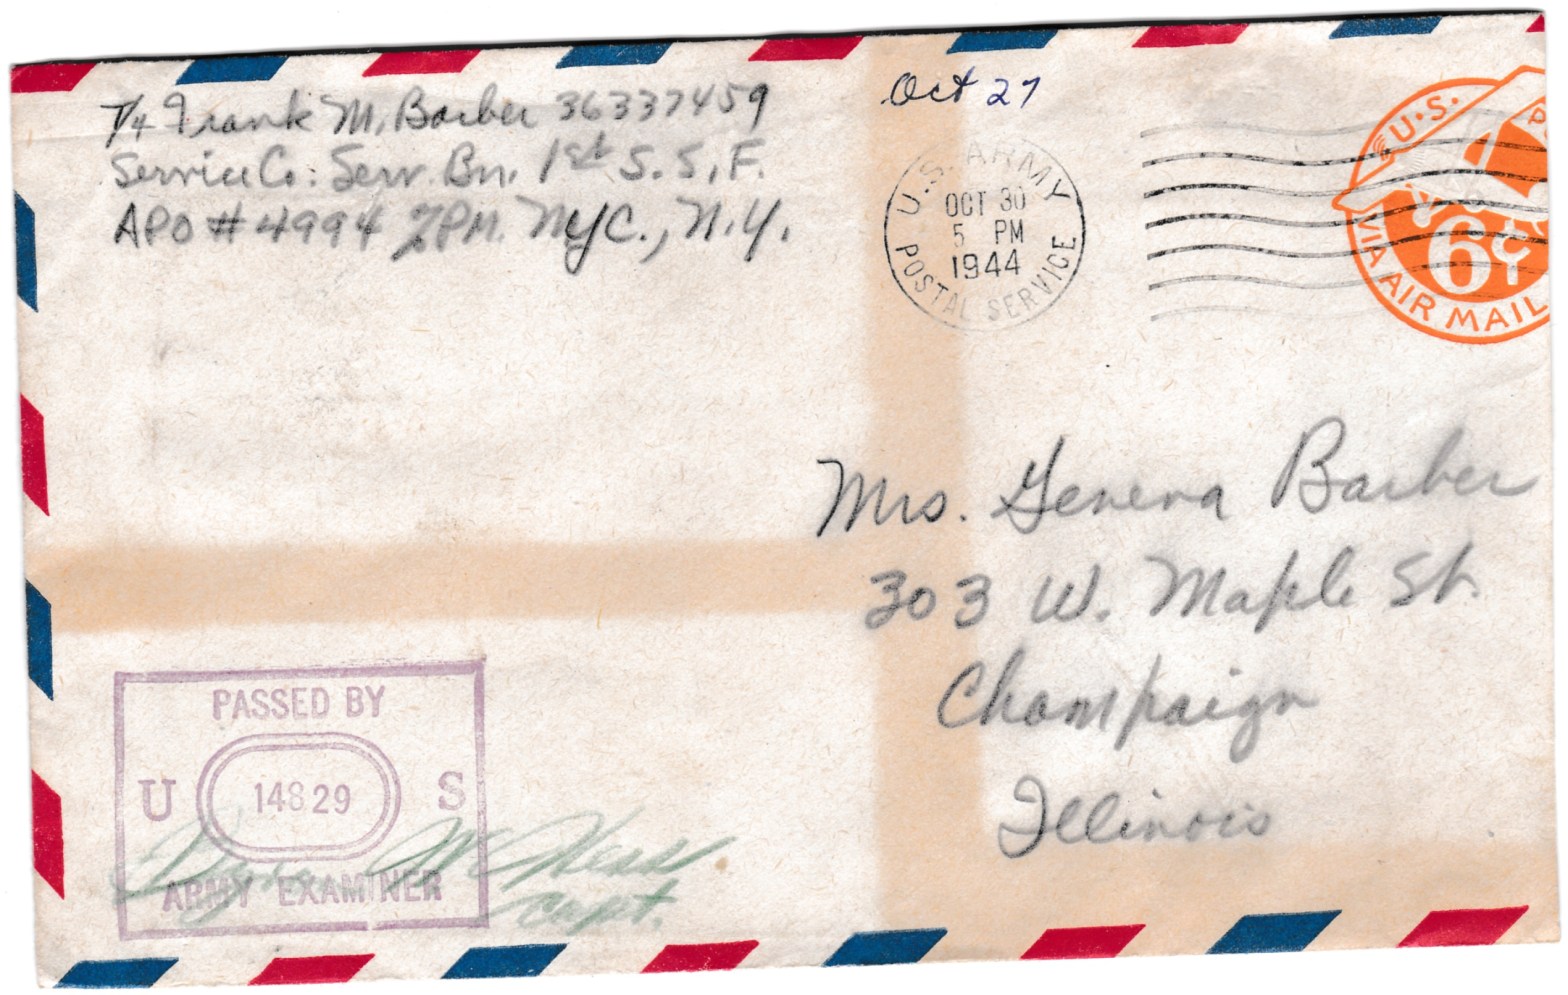 T/4 Frank M. Barber 36337459
Service Co: Serv. Bn. 1st S.S.F.
APO #4994 %PM. NYC., N.Y.
Oct 27
U.S. ARMY
OCT 30
5 PM
1944
POSTAL SERVICE
U.S. PO
6¢
VIA AIR MAIL
Mrs. Geneva Barber
303 W. Maple St.
Champaign
Illinois
PASSED BY
U 14829 S
ARMY EXAMINER
Capt.